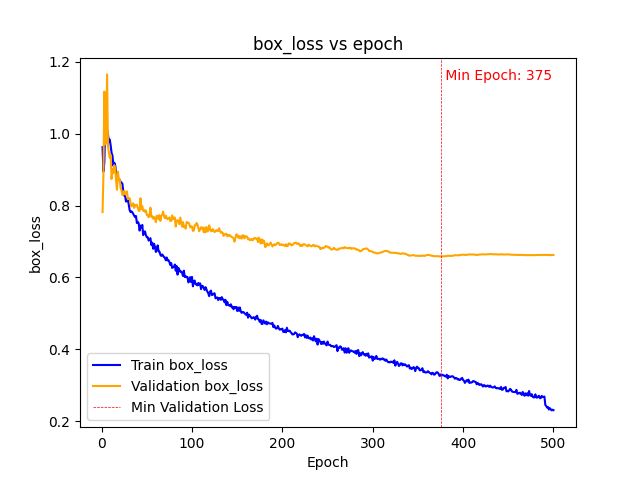 box_loss vs epoch
Min Epoch: 375
1.2
1.0
0.8
0.6
0.4
0.2
box_loss
Train box_loss
Validation box_loss
Min Validation Loss
0
100
200
300
400
500
Epoch